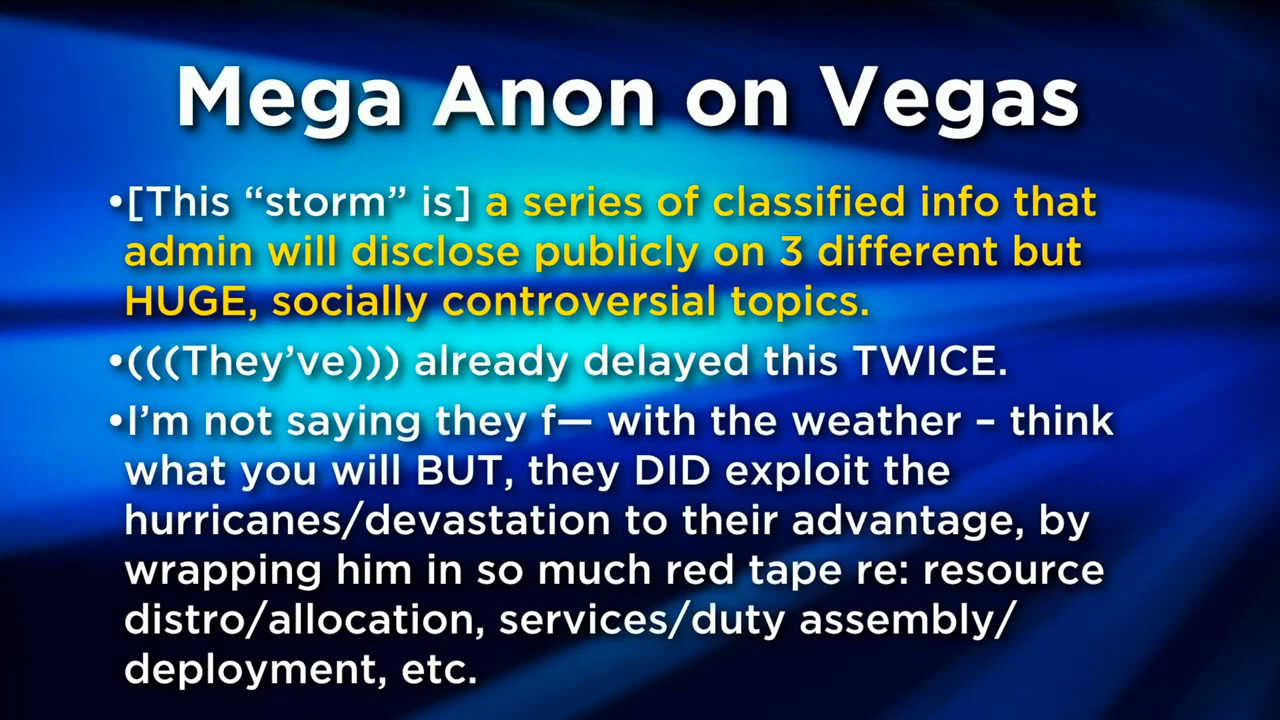 Mega Anon on Vegas
•[This “storm” is] a series of classified info that
admin will disclose publicly on 3 different but
HUGE, socially controversial topics.
•(((They’ve))) already delayed this TWICE.
•I’m not saying they f— with the weather – think
what you will BUT, they DID exploit the
hurricanes/devastation to their advantage, by
wrapping him in so much red tape re: resource
distro/allocation, services/duty assembly/
deployment, etc.